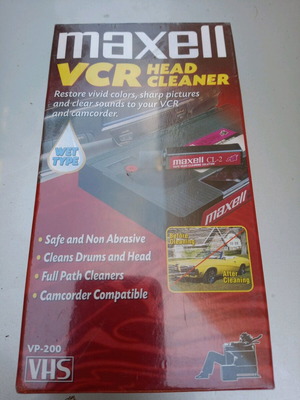 maxell
VCR HEAD CLEANER
Restore vivid colors, sharp pictures
and clear sounds to your VCR
and camcorder.
WET
TYPE
maxell CL-2
maxell
Before
Cleaning
After
Cleaning
• Safe and Non Abrasive
• Cleans Drums and Head
• Full Path Cleaners
• Camcorder Compatible
VP-200
VHS